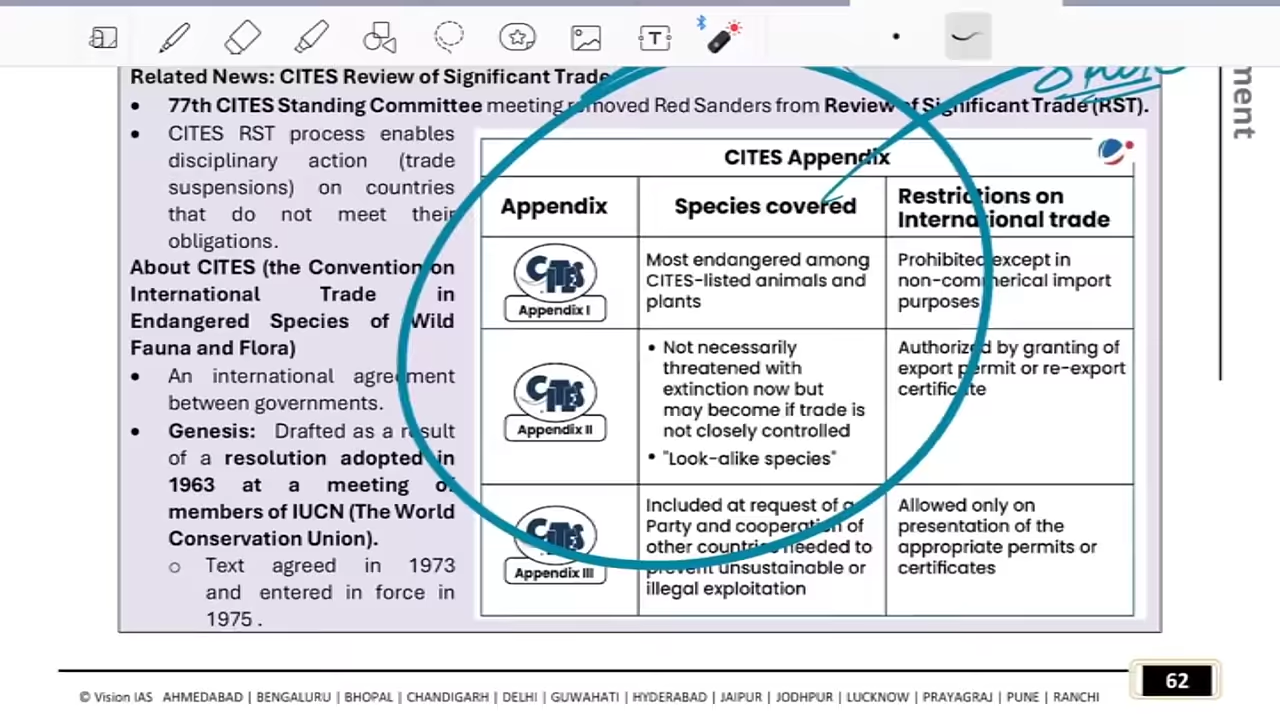 T
ment
Related News: CITES Review of Significant Trade
• 77th CITES Standing Committee meeting removed Red Sanders from Review of Significant Trade (RST).
• CITES RST process enables
disciplinary action (trade
suspensions) on countries
that do not meet their
obligations.
About CITES (the Convention on
International Trade in
Endangered Species of Wild
Fauna and Flora)
• An international agreement
between governments.
• Genesis: Drafted as a result
of a resolution adopted in
1963 at a meeting of
members of IUCN (The World
Conservation Union).
o Text agreed in 1973
and entered in force in
1975 .
CITES Appendix
Appendix
Species covered
Restrictions on
International trade
CITES
Appendix I
Most endangered among
CITES-listed animals and
plants
Prohibited except in
non-commerical import
purposes
CITES
Appendix II
• Not necessarily
threatened with
extinction now but
may become if trade is
not closely controlled
• "Look-alike species"
Authorized by granting of
export permit or re-export
certificate
CITES
Appendix III
Included at request of a
Party and cooperation of
other countries needed to
prevent unsustainable or
illegal exploitation
Allowed only on
presentation of the
appropriate permits or
certificates
62
© Vision IAS AHMEDABAD | BENGALURU | BHOPAL | CHANDIGARH | DELHI | GUWAHATI | HYDERABAD | JAIPUR | JODHPUR | LUCKNOW | PRAYAGRAJ | PUNE | RANCHI